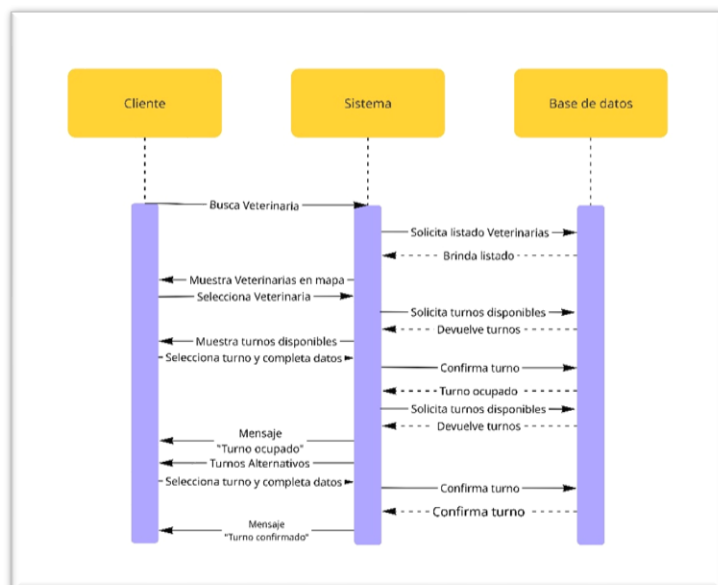 Cliente
Sistema
Base de datos
Busca Veterinaria
Solicita listado Veterinarias
Brinda listado
Muestra Veterinarias en mapa
Selecciona Veterinaria
Solicita turnos disponibles
Devuelve turnos
Muestra turnos disponibles
Selecciona turno y completa datos
Confirma turno
Turno ocupado
Solicita turnos disponibles
Devuelve turnos
Mensaje
"Turno ocupado"
Turnos Alternativos
Selecciona turno y completa datos
Confirma turno
Confirma turno
Mensaje
"Turno confirmado"